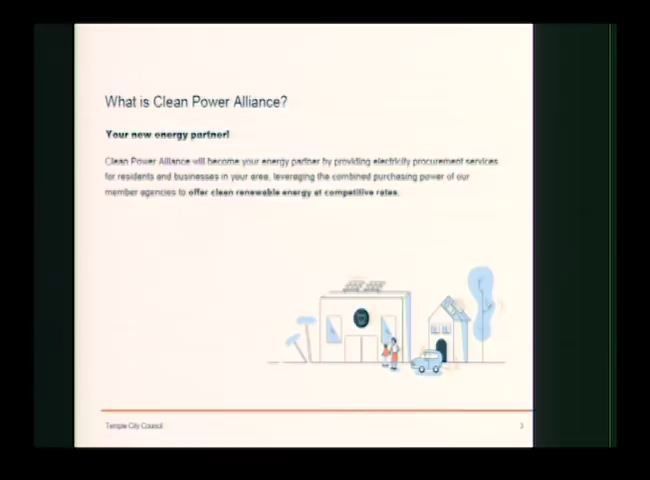 What is Clean Power Alliance?
Your new energy partner!
Clean Power Alliance will become your energy partner by providing electricity procurement services
for residents and businesses in your area, leveraging the combined purchasing power of our
member agencies to offer clean renewable energy at competitive rates.
Temple City Council
3